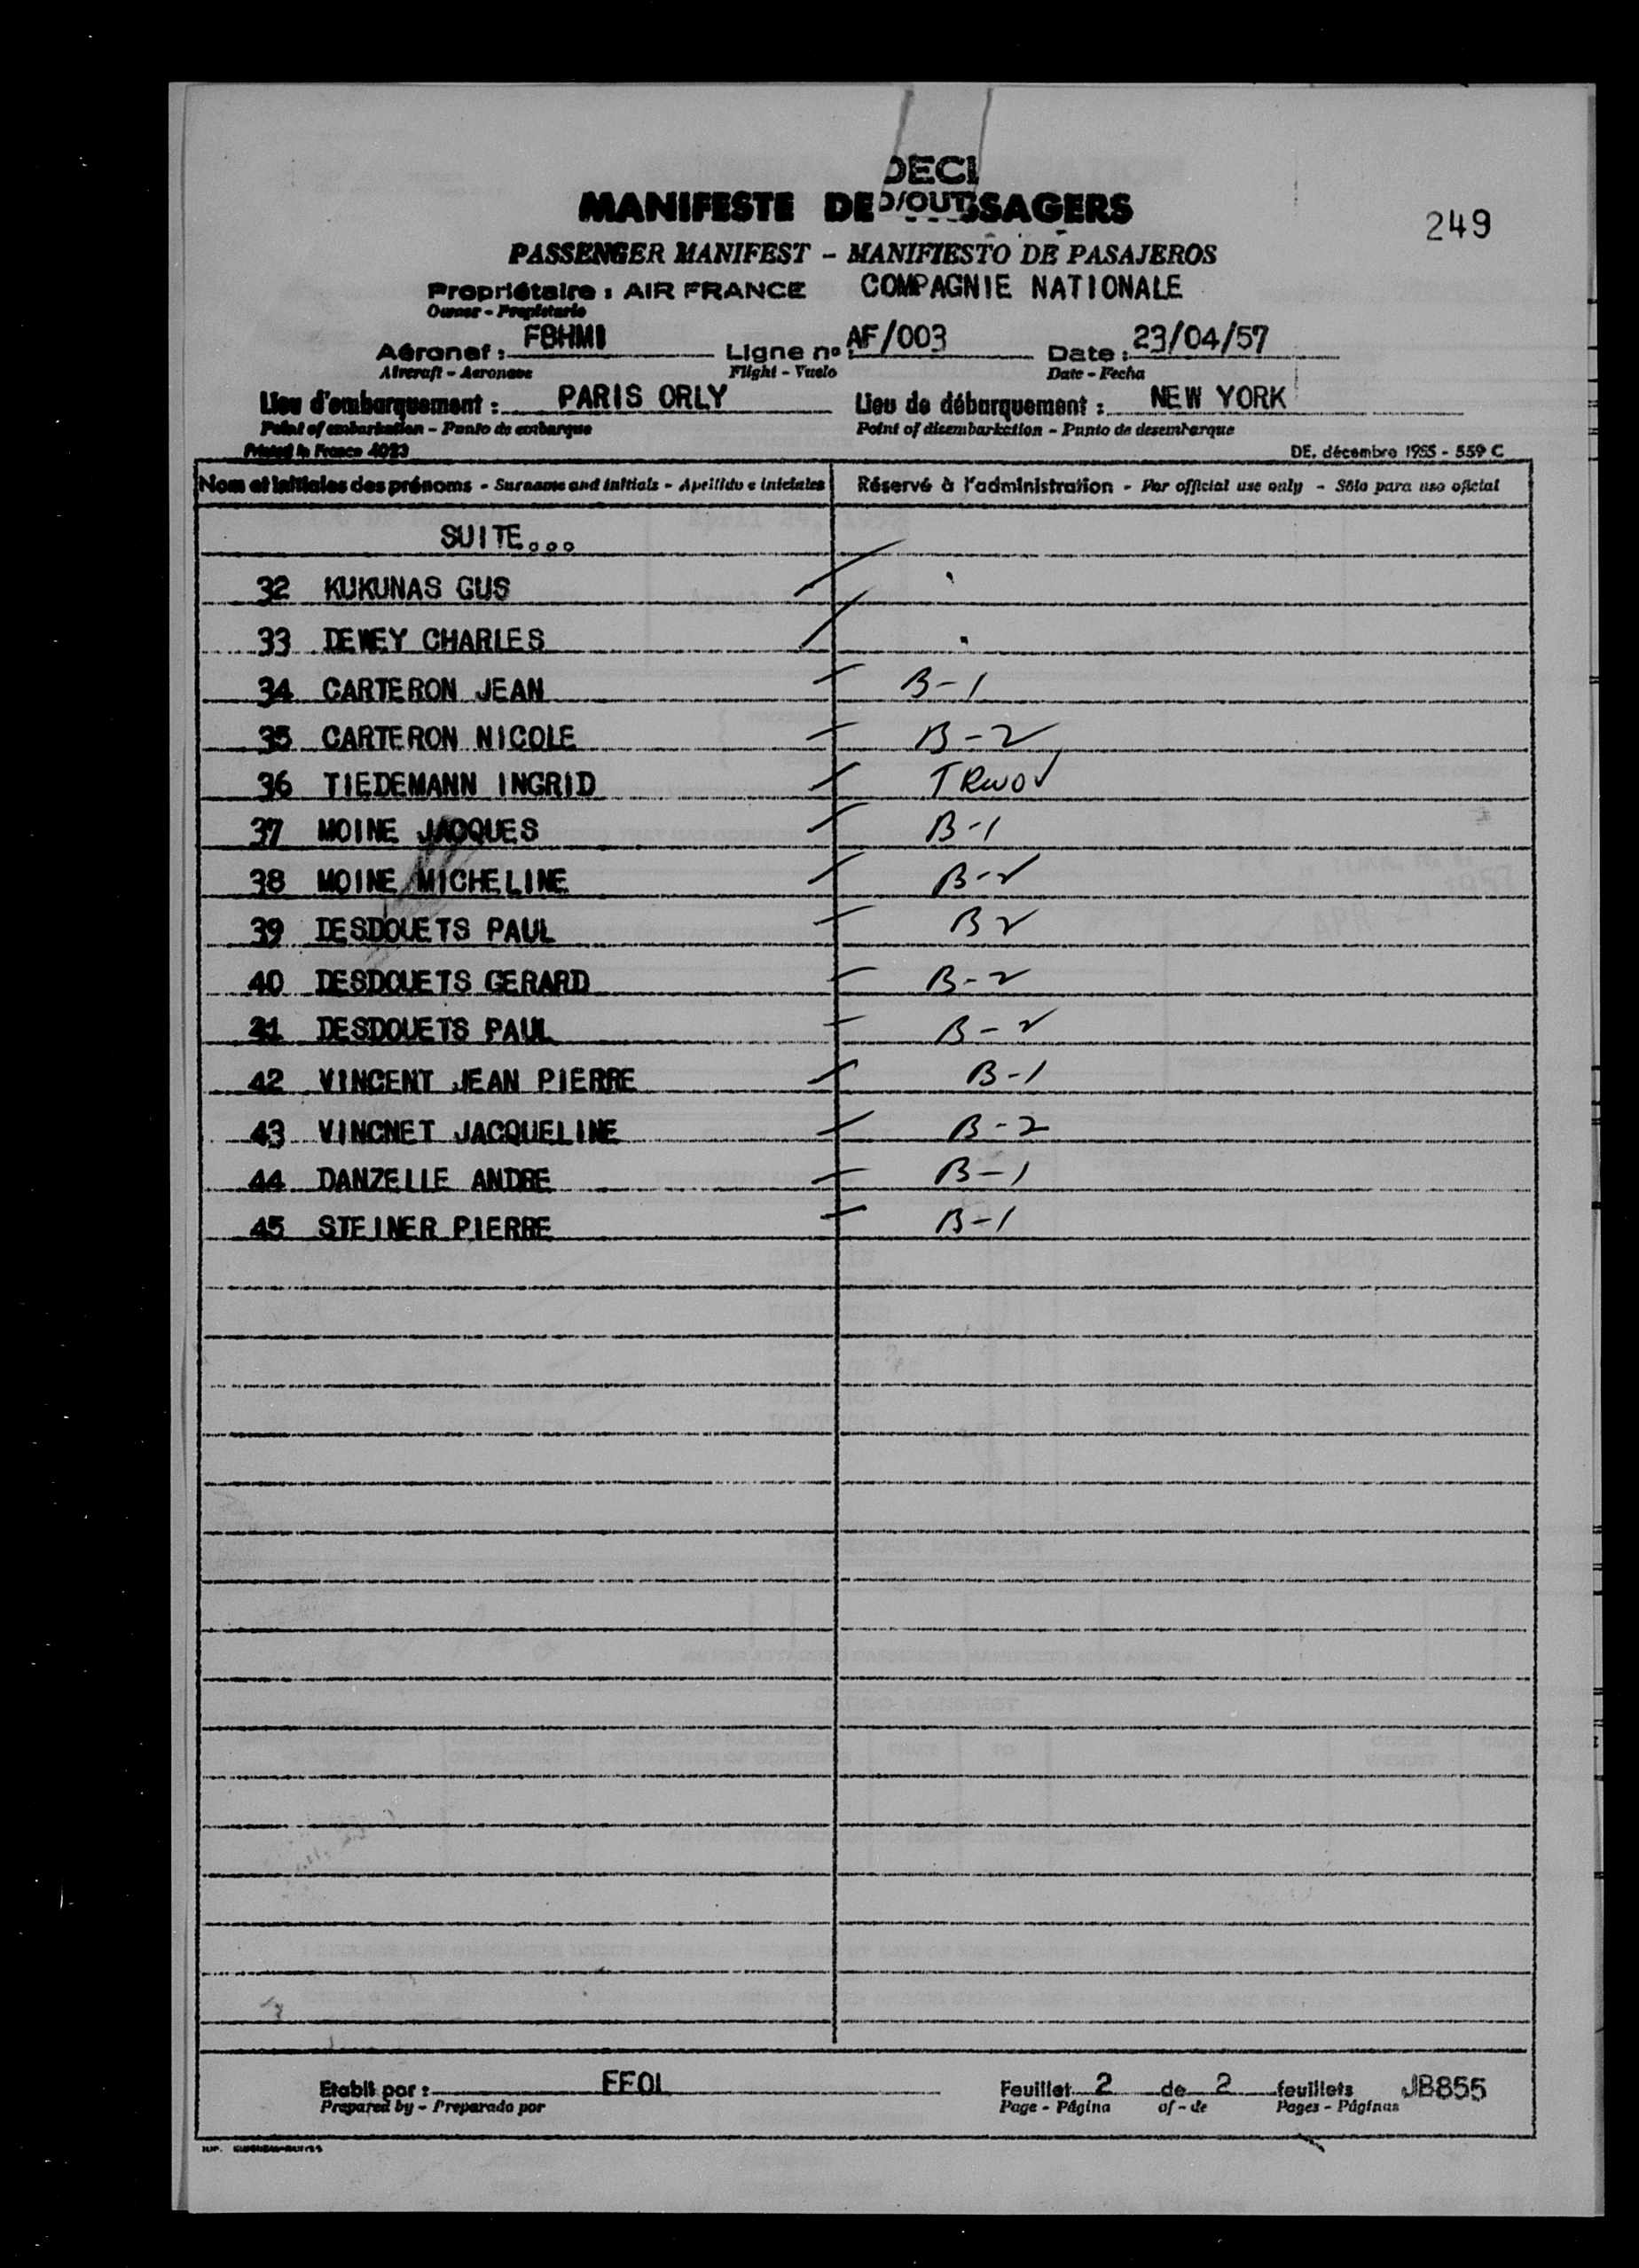 DECL
MANIFESTE DE D/OUT SSAGERS
249
PASSENGER MANIFEST - MANIFIESTO DE PASAJEROS
Propriétaire : AIR FRANCE COMPAGNIE NATIONALE
Owner - Propietario
Aéronef : FBHMI Ligne nº : AF/003 Date : 23/04/57
Aircraft - Aeronave Flight - Vuelo Date - Fecha
Lieu d'embarquement : PARIS ORLY Lieu de débarquement : NEW YORK
Point of embarkation - Punto de embarque Point of disembarkation - Punto de desembarque
Printed in France 4023 DE. décembre 1955 - 559 C
Nom et initiales des prénoms - Surname and initials - Apellido e iniciales Réservé à l'administration - For official use only - Sólo para uso oficial
SUITE...
32 KUKUNAS GUS
33 DEWEY CHARLES
34 CARTERON JEAN B-1
35 CARTERON NICOLE B-2
36 TIEDEMANN INGRID TRWOV
37 MOINE JACQUES B-1
38 MOINE MICHELINE B-2
39 DESDOUETS PAUL B2
40 DESDOUETS GERARD B-2
41 DESDOUETS PAUL B-2
42 VINCENT JEAN PIERRE B-1
43 VINCNET JACQUELINE B-2
44 DANZELLE ANDRE B-1
45 STEINER PIERRE B-1
Etabli par : EFOL Feuillet 2 de 2 feuillets JB855
Prepared by - Preparado por Page - Página of - de Pages - Páginas